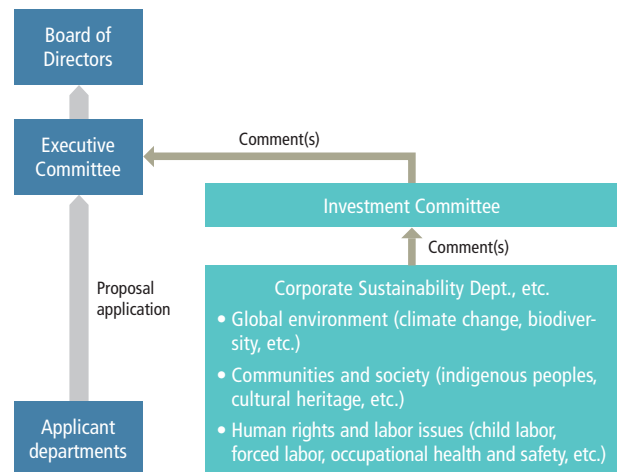 Board of
Directors
Executive
Committee
Comment(s)
Investment Committee
Comment(s)
Proposal
application
Corporate Sustainability Dept., etc.
• Global environment (climate change, biodiver-
sity, etc.)
• Communities and society (indigenous peoples,
cultural heritage, etc.)
• Human rights and labor issues (child labor,
forced labor, occupational health and safety, etc.)
Applicant
departments